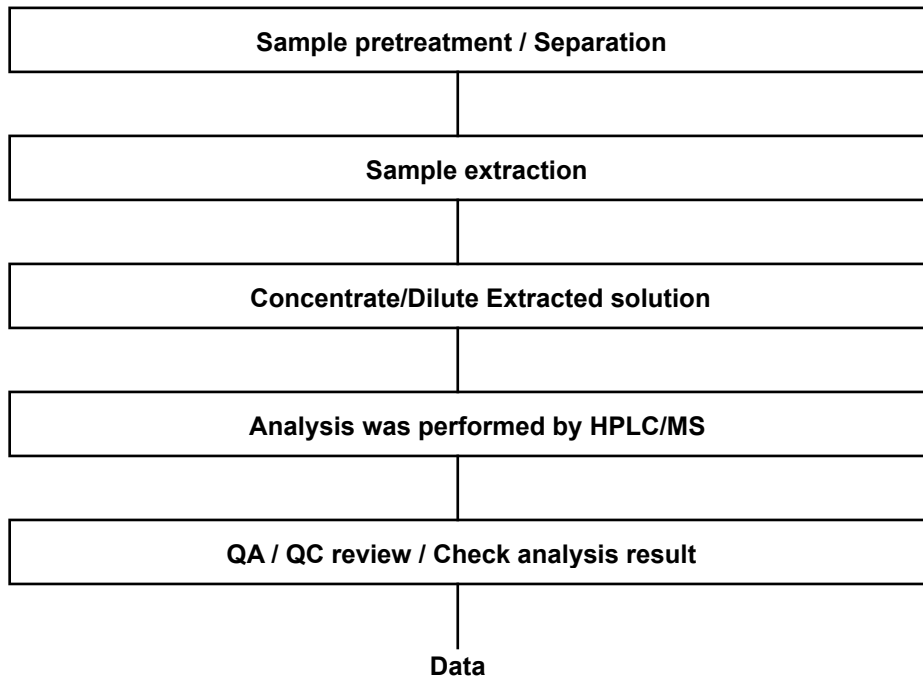 Sample pretreatment / Separation
Sample extraction
Concentrate/Dilute Extracted solution
Analysis was performed by HPLC/MS
QA / QC review / Check analysis result
Data